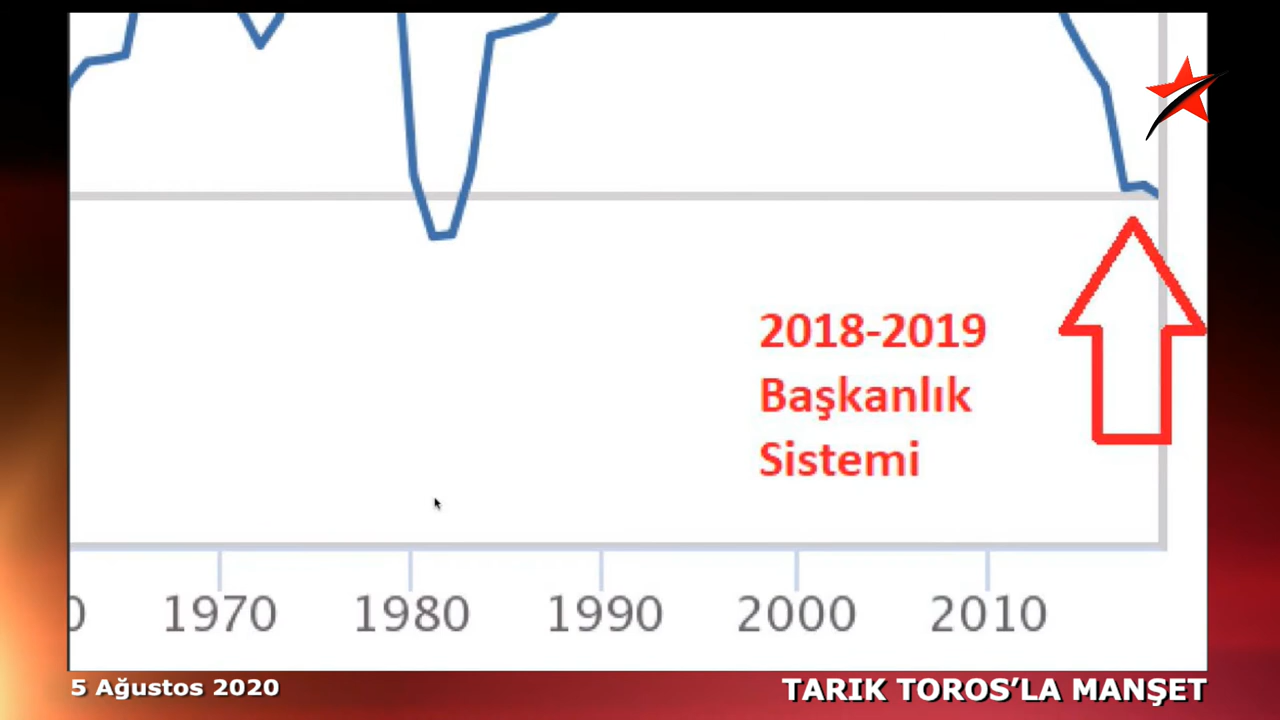 2018-2019
Başkanlık
Sistemi
0 1970 1980 1990 2000 2010
5 Ağustos 2020
TARIK TOROS’LA MANŞET